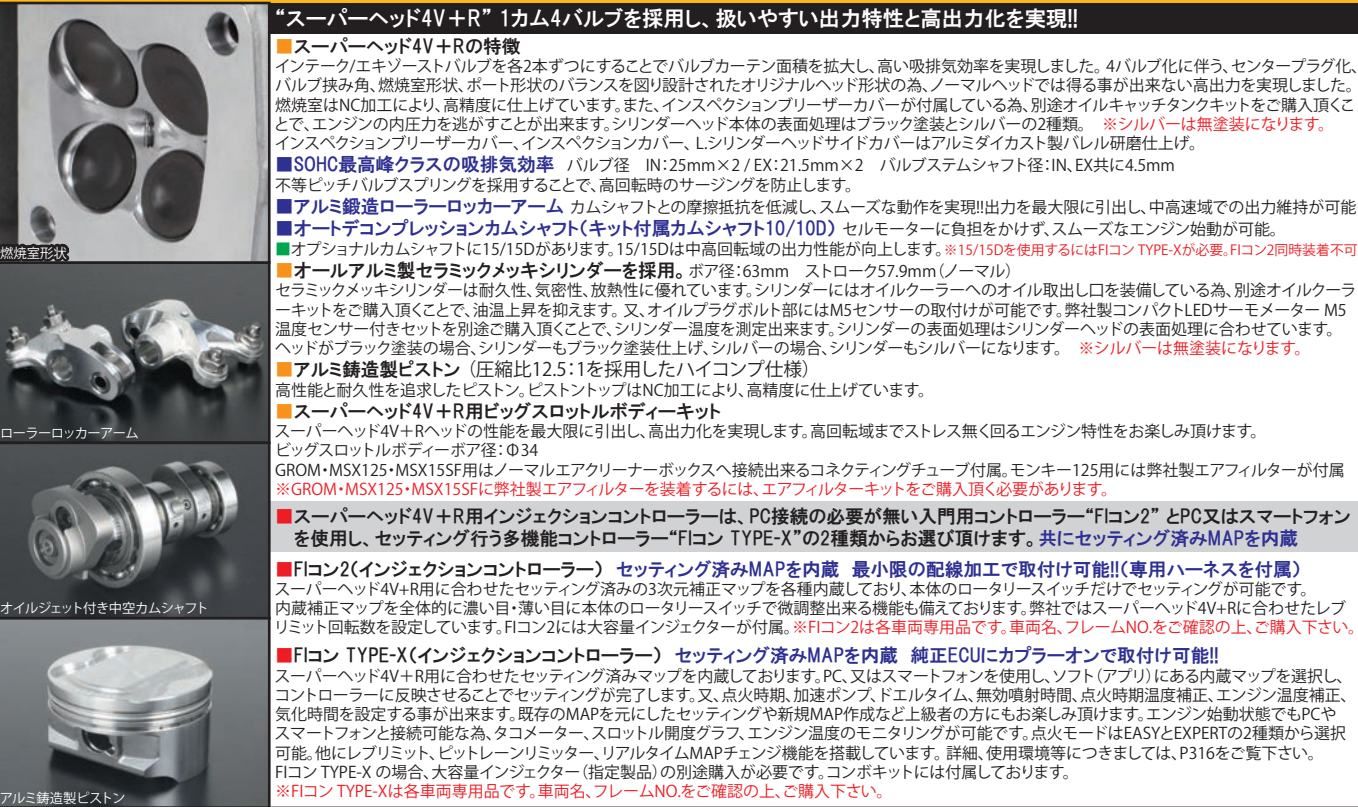 “スーパーヘッド4V+R” 1カム4バルブを採用し、扱いやすい出力特性と高出力化を実現!!
■スーパーヘッド4V+Rの特徴
インテーク/エキゾーストバルブを各2本ずつにすることでバルブカーテン面積を拡大し、高い吸排気効率を実現しました。4バルブ化に伴う、センタープラグ化、
バルブ挟み角、燃焼室形状、ポート形状のバランスを図り設計されたオリジナルヘッド形状の為、ノーマルヘッドでは得る事が出来ない高出力を実現しました。
燃焼室はNC加工により、高精度に仕上げています。また、インスペクションブリーザーカバーが付属している為、別途オイルキャッチタンクキットをご購入頂くこ
とで、エンジンの内圧力を逃がすことが出来ます。シリンダーヘッド本体の表面処理はブラック塗装とシルバーの2種類。 ※シルバーは無塗装になります。
インスペクションブリーザーカバー、インスペクションカバー、L.シリンダーヘッドサイドカバーはアルミダイカスト製バレル研磨仕上げ。
■SOHC最高峰クラスの吸排気効率 バルブ径 IN:25mm×2/EX:21.5mm×2 バルブステムシャフト径:IN、EX共に4.5mm
不等ピッチバルブスプリングを採用することで、高回転時のサージングを防止します。
■アルミ鍛造ローラーロッカーアーム カムシャフトとの摩擦抵抗を低減し、スムーズな動作を実現!!出力を最大限に引出し、中高速域での出力維持が可能
■オートデコンプレッションカムシャフト(キット付属カムシャフト10/10D) セルモーターに負担をかけず、スムーズなエンジン始動が可能。
■オプショナルカムシャフトに15/15Dがあります。15/15Dは中高回転域の出力性能が向上します。※15/15Dを使用するにはFIコン TYPE-Xが必要。FIコン2同時装着不可
■オールアルミ製セラミックメッキシリンダーを採用。ボア径:63mm ストローク57.9mm(ノーマル)
セラミックメッキシリンダーは耐久性、気密性、放熱性に優れています。シリンダーにはオイルクーラーへのオイル取出し口を装備している為、別途オイルクーラ
ーキットをご購入頂くことで、油温上昇を抑えます。又、オイルプラグボルト部にはM5センサーの取付けが可能です。弊社製コンパクトLEDサーモメーター M5
温度センサー付きセットを別途ご購入頂くことで、シリンダー温度を測定出来ます。シリンダーの表面処理はシリンダーヘッドの表面処理に合わせています。
ヘッドがブラック塗装の場合、シリンダーもブラック塗装仕上げ、シルバーの場合、シリンダーもシルバーになります。 ※シルバーは無塗装になります。
■アルミ鋳造製ピストン(圧縮比12.5:1を採用したハイコンプ仕様)
高性能と耐久性を追求したピストン。ピストントップはNC加工により、高精度に仕上げています。
■スーパーヘッド4V+R用ビッグスロットルボディーキット
スーパーヘッド4V+Rヘッドの性能を最大限に引出し、高出力化を実現します。高回転域までストレス無く回るエンジン特性をお楽しみ頂けます。
ビッグスロットルボディーボア径:Φ34
GROM・MSX125・MSX15SF用はノーマルエアクリーナーボックスへ接続出来るコネクティングチューブ付属。モンキー125用には弊社製エアフィルターが付属
※GROM・MSX125・MSX15SFに弊社製エアフィルターを装着するには、エアフィルターキットをご購入頂く必要があります。
■スーパーヘッド4V+R用インジェクションコントローラーは、PC接続の必要が無い入門用コントローラー“FIコン2” とPC又はスマートフォン
を使用し、セッティング行う多機能コントローラー“FIコン TYPE-X”の2種類からお選び頂けます。共にセッティング済みMAPを内蔵
■FIコン2(インジェクションコントローラー) セッティング済みMAPを内蔵 最小限の配線加工で取付け可能!!(専用ハーネスを付属)
スーパーヘッド4V+R用に合わせたセッティング済みの3次元補正マップを各種内蔵しており、本体のロータリースイッチだけでセッティングが可能です。
内蔵補正マップを全体的に濃い目・薄い目に本体のロータリースイッチで微調整出来る機能も備えております。弊社ではスーパーヘッド4V+Rに合わせたレブ
リミット回転数を設定しています。FIコン2には大容量インジェクターが付属。※FIコン2は各車両専用品です。車両名、フレームNO.をご確認の上、ご購入下さい。
■FIコン TYPE-X(インジェクションコントローラー) セッティング済みMAPを内蔵 純正ECUにカプラーオンで取付け可能!!
スーパーヘッド4V+R用に合わせたセッティング済みマップを内蔵しております。PC、又はスマートフォンを使用し、ソフト(アプリ)にある内蔵マップを選択し、
コントローラーに反映させることでセッティングが完了します。又、点火時期、加速ポンプ、ドエルタイム、無効噴射時間、点火時期温度補正、エンジン温度補正、
気化時間を設定する事が出来ます。既存のMAPを元にしたセッティングや新規MAP作成など上級者の方にもお楽しみ頂けます。エンジン始動状態でもPCや
スマートフォンと接続可能な為、タコメーター、スロットル開度グラフ、エンジン温度のモニタリングが可能です。点火モードはEASYとEXPERTの2種類から選択
可能。他にレブリミット、ピットレーンリミッター、リアルタイムMAPチェンジ機能を搭載しています。 詳細、使用環境等につきましては、P316をご覧下さい。
FIコン TYPE-X の場合、大容量インジェクター(指定製品)の別途購入が必要です。コンボキットには付属しております。
※FIコン TYPE-Xは各車両専用品です。車両名、フレームNO.をご確認の上、ご購入下さい。
燃焼室形状
ローラーロッカーアーム
オイルジェット付き中空カムシャフト
アルミ鋳造製ピストン